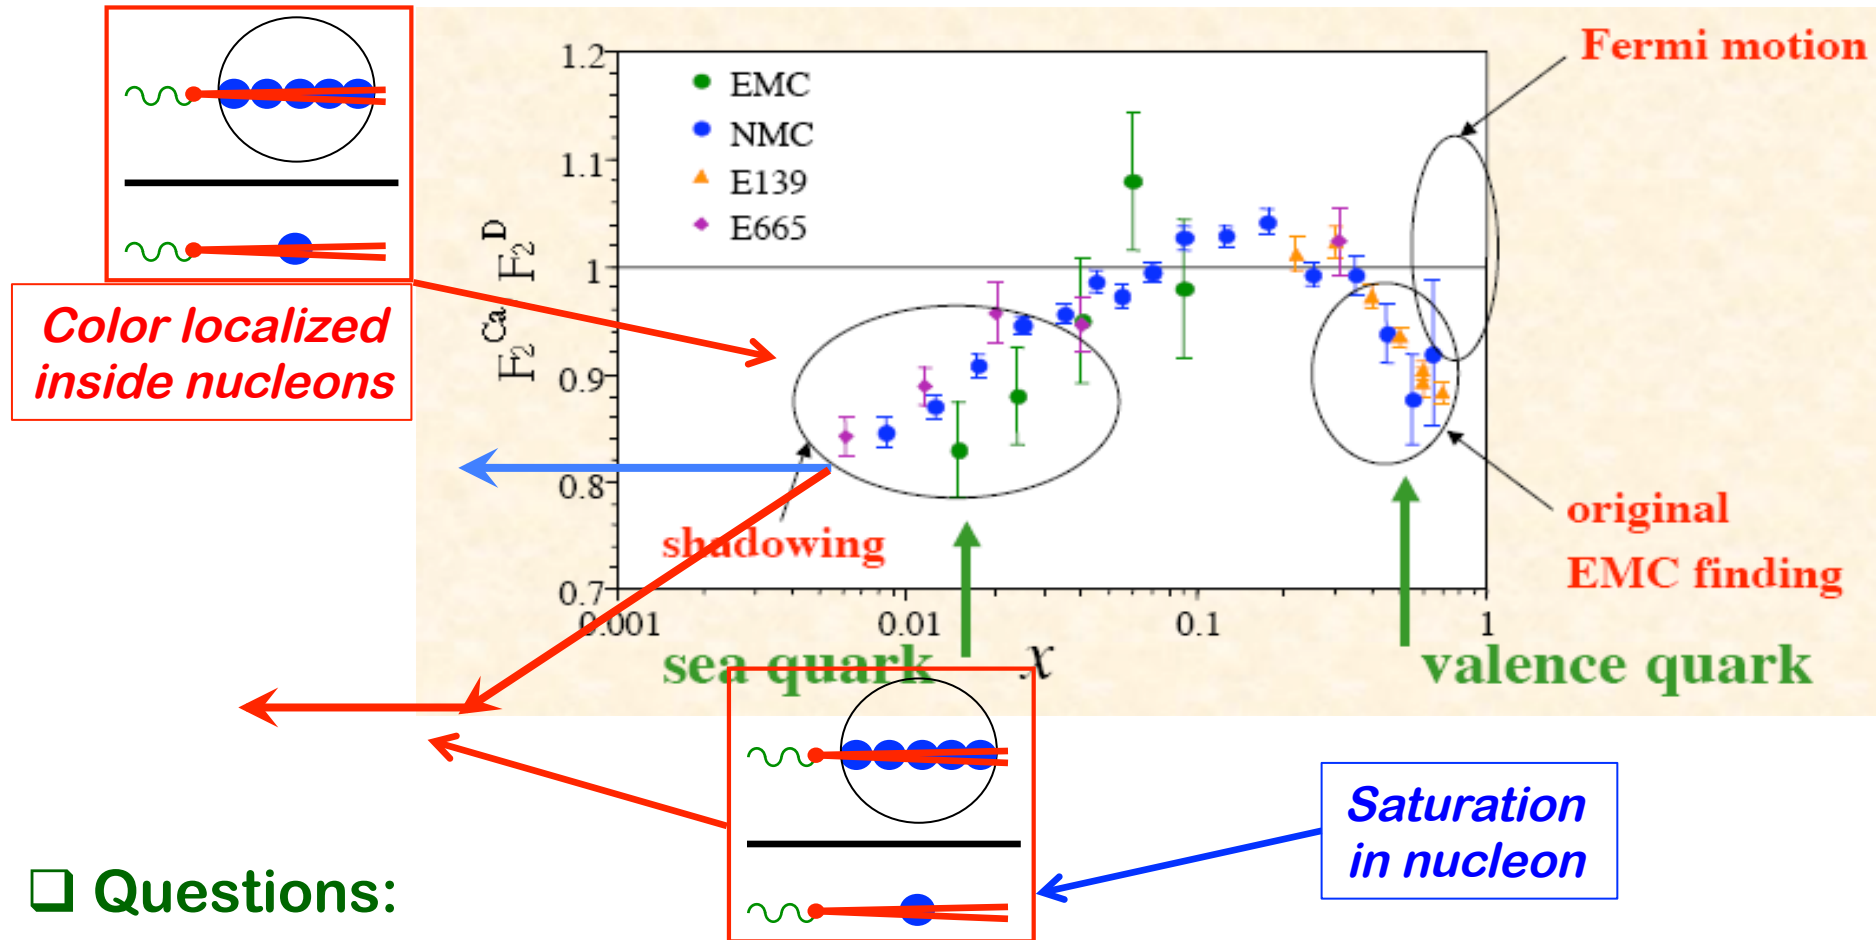 Fermi motion
1.2
EMC
NMC
1.1
E139
E665
F₂ᶜᵃ F₂ᴰ
1
Color localized
inside nucleons
0.9
0.8
shadowing
original
EMC finding
0.7
0.001
0.01
0.1
1
x
sea quark
valence quark
Saturation
in nucleon
❑ Questions: